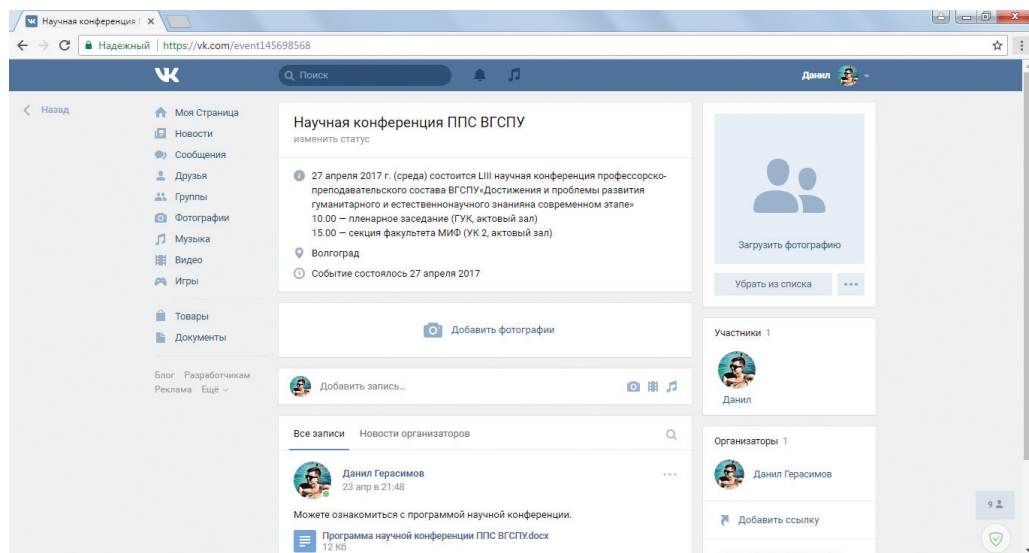 Научная конференция
Надежный
https://vk.com/event145698568
Поиск
Данил
Назад
Моя Страница
Новости
Сообщения
Друзья
Группы
Фотографии
Музыка
Видео
Игры
Товары
Документы
Блог Разработчикам
Реклама Ещё
Научная конференция ППС ВГСПУ
изменить статус
27 апреля 2017 г. (среда) состоится LIII научная конференция профессорско-
преподавательского состава ВГСПУ«Достижения и проблемы развития
гуманитарного и естественнонаучного знанияна современном этапе»
10.00 — пленарное заседание (ГУК, актовый зал)
15.00 — секция факультета МИФ (УК 2, актовый зал)
Волгоград
Событие состоялось 27 апреля 2017
Добавить фотографии
Добавить запись...
Все записи Новости организаторов
Данил Герасимов
23 апр в 21:48
Можете ознакомиться с программой научной конференции.
Программа научной конференции ППС ВГСПУ.docx
12 Кб
Загрузить фотографию
Убрать из списка
Участники 1
Данил
Организаторы 1
Данил Герасимов
Добавить ссылку
9